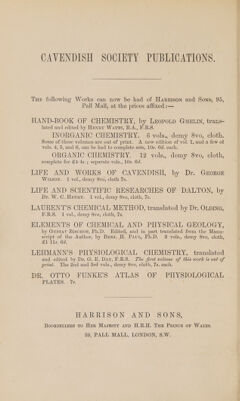 CAVENDISH SOCIETY PUBLICATIONS.
The following Works can now be had of HARRISON and SONS, 59,
Pall Mall, at the prices affixed:—
HAND-BOOK OF CHEMISTRY, by LEOPOLD GMELIN, trans-
lated and edited by HENRY WATTS, B.A., F.R.S.
INORGANIC CHEMISTRY. 6 vols., demy 8vo, cloth.
Some of these volumes are out of print. A new edition of vol. 1, and a few of
vols. 4, 5, and 6, can be had to complete sets, 10s. 6d. each.
ORGANIC CHEMISTRY. 12 vols., demy 8vo, cloth,
complete for £4 4s.; separate vols., 10s. 6d.
LIFE AND WORKS OF CAVENDISH, by Dr. GEORGE
WILSON. 1 vol., demy 8vo, cloth 7s.
LIFE AND SCIENTIFIC RESEARCHES OF DALTON, by
Dr. W. C. HENRY. 1 vol., demy 8vo, cloth, 7s.
LAURENT'S CHEMICAL METHOD, translated by Dr. ODLING,
F.R.S. 1 vol., demy 8vo, cloth, 7s.
ELEMENTS OF CHEMICAL AND PHYSICAL GEOLOGY,
by GUSTAV BISCHOF, Ph.D. Edited, and in part translated from the Manu-
script of the Author, by BENJ. H. PAUL, Ph.D. 3 vols., demy 8vo, cloth,
£1 11s. 6d.
LEHMANN'S PHYSIOLOGICAL CHEMISTRY, translated
and edited by Dr. G. E. DAY, F.R.S. The first volume of this work is out of
print. The 2nd and 3rd vols., demy 8vo, cloth, 7s. each.
DR. OTTO FUNKE'S ATLAS OF PHYSIOLOGICAL
PLATES. 7s.
HARRISON AND SONS,
BOOKSELLERS TO HER MAJESTY AND H.R.H. THE PRINCE OF WALES,
59, PALL MALL, LONDON, S.W.